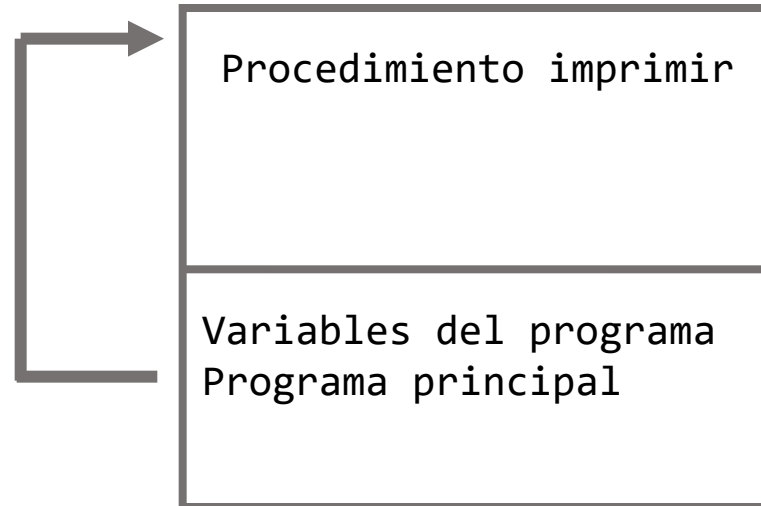 Procedimiento imprimir
Variables del programa
Programa principal